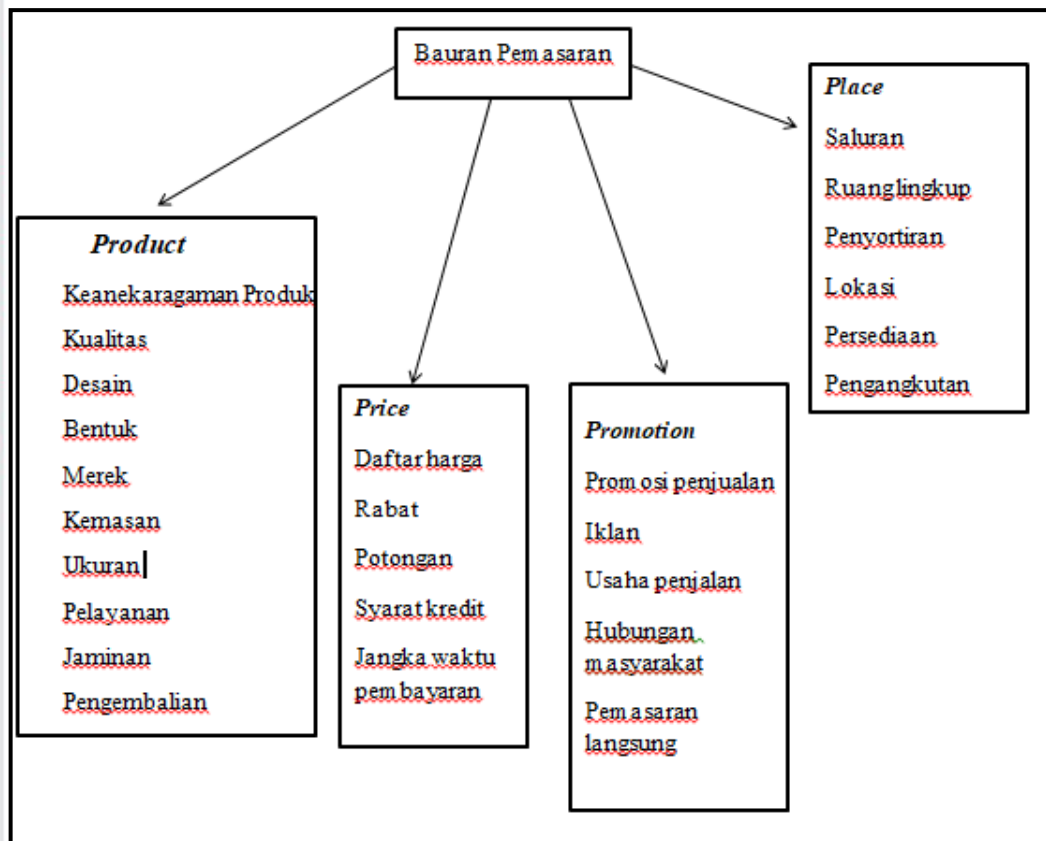 Bauran Pemasaran
Product
Keanekaragaman Produk
Kualitas
Desain
Bentuk
Merek
Kemasan
Ukuran
Pelayanan
Jaminan
Pengembalian
Price
Daftar harga
Rabat
Potongan
Syarat kredit
Jangka waktu
pembayaran
Promotion
Promosi penjualan
Iklan
Usaha penjalan
Hubungan
masyarakat
Pemasaran
langsung
Place
Saluran
Ruang lingkup
Penyortiran
Lokasi
Persediaan
Pengangkutan